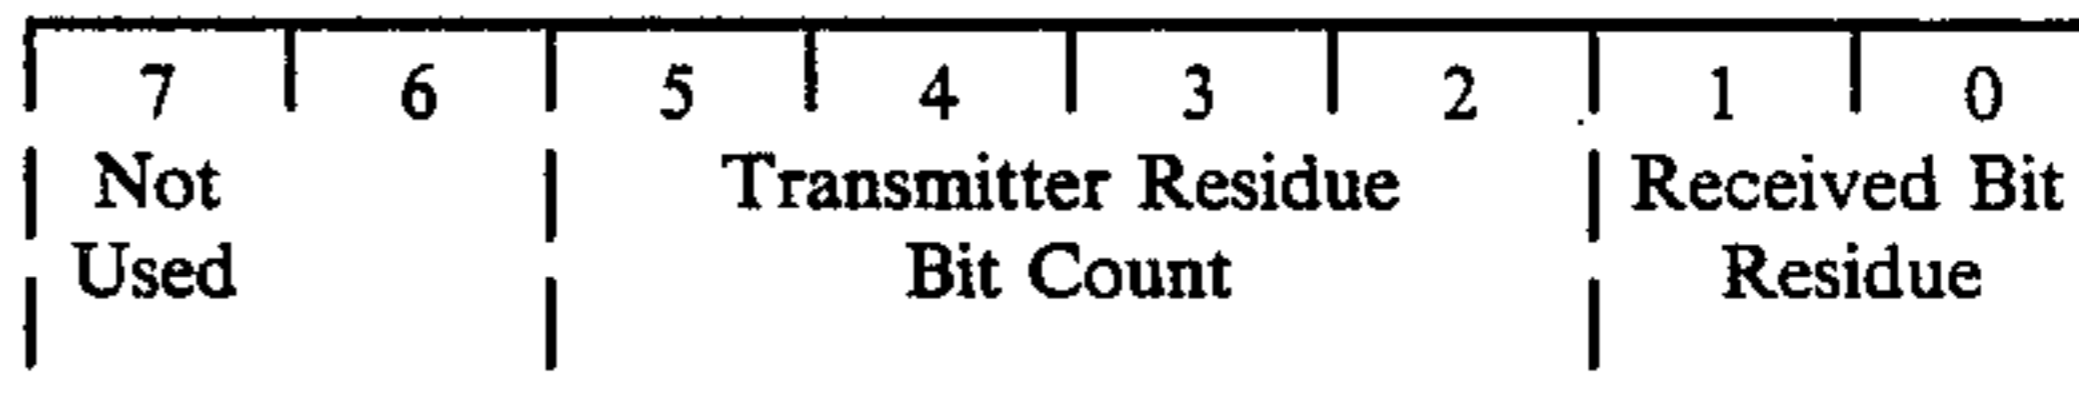 7 6 5 4 3 2 1 0
Not Transmitter Residue Received Bit
Used Bit Count Residue